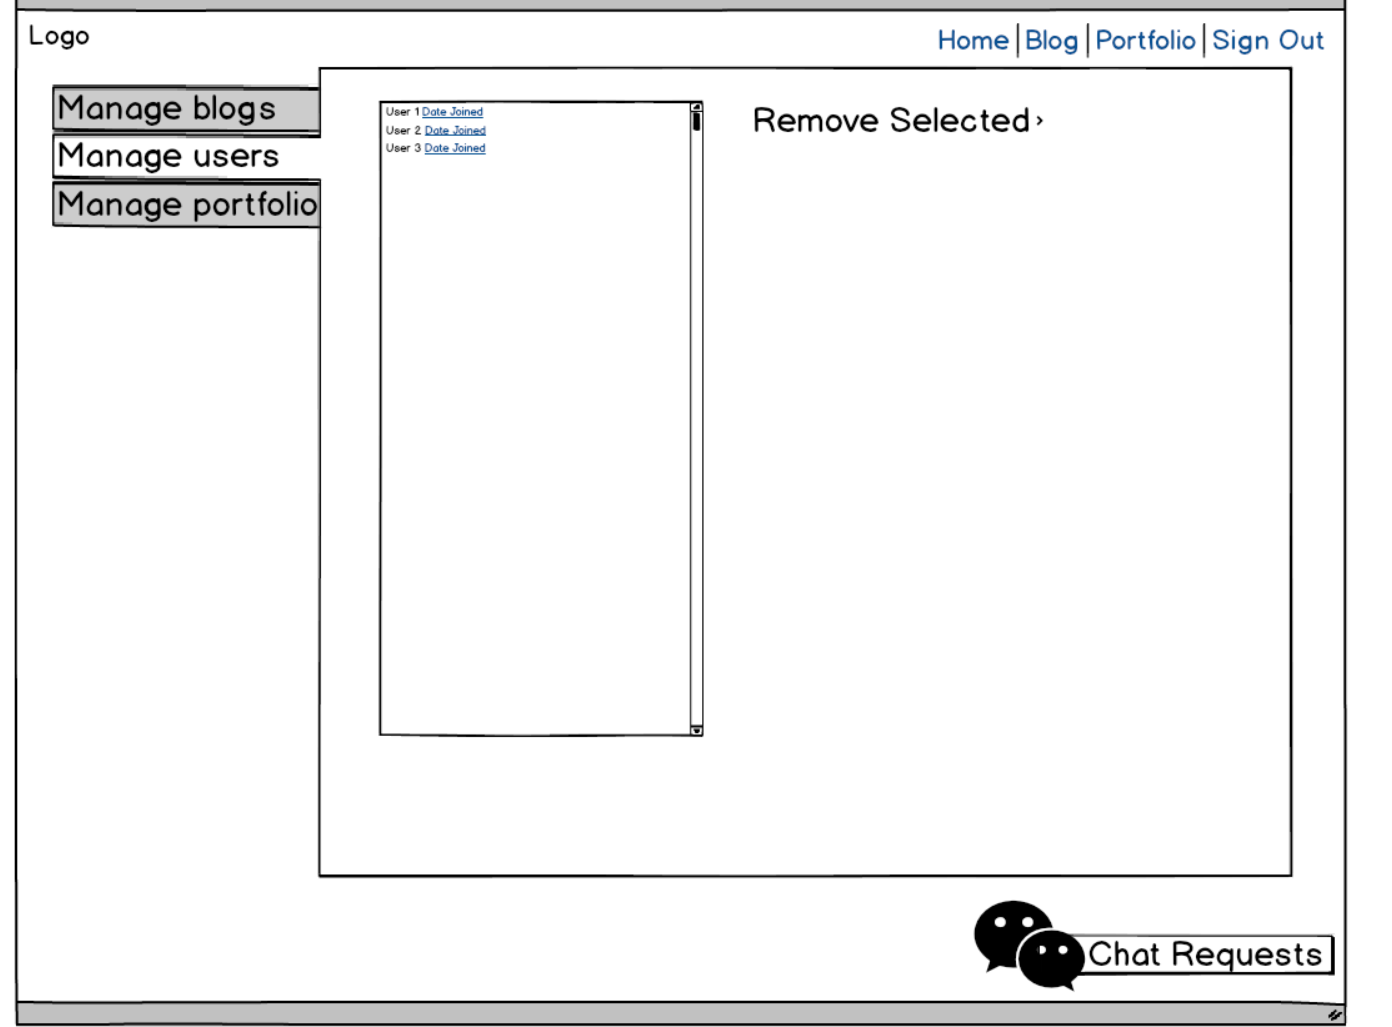 Logo
Home Blog Portfolio Sign Out
Manage blogs
Manage users
Manage portfolio
User 1 Date Joined
User 2 Date Joined
User 3 Date Joined
Remove Selected ›
Chat Requests